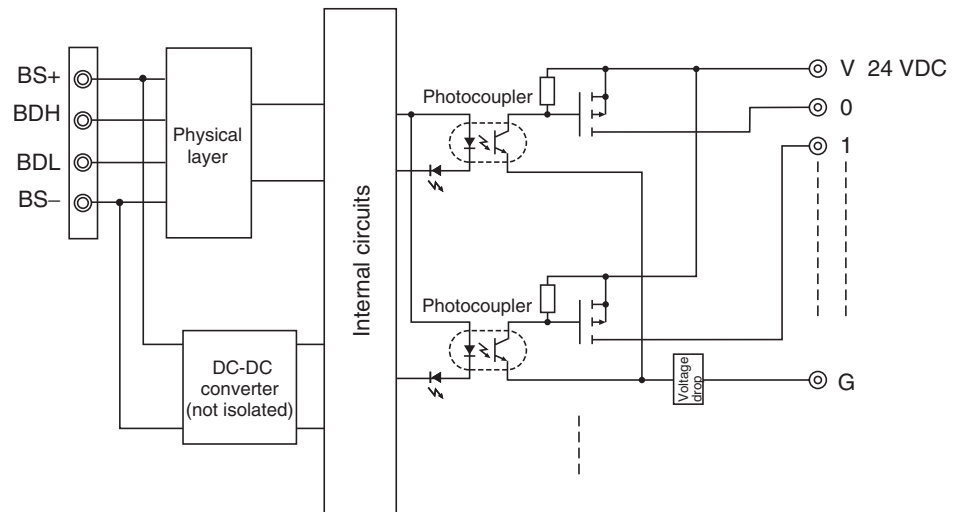 BS+
BDH
BDL
BS−
Physical
layer
DC-DC
converter
(not isolated)
Internal circuits
Photocoupler
Photocoupler
V 24 VDC
0
1
Voltage
drop
G